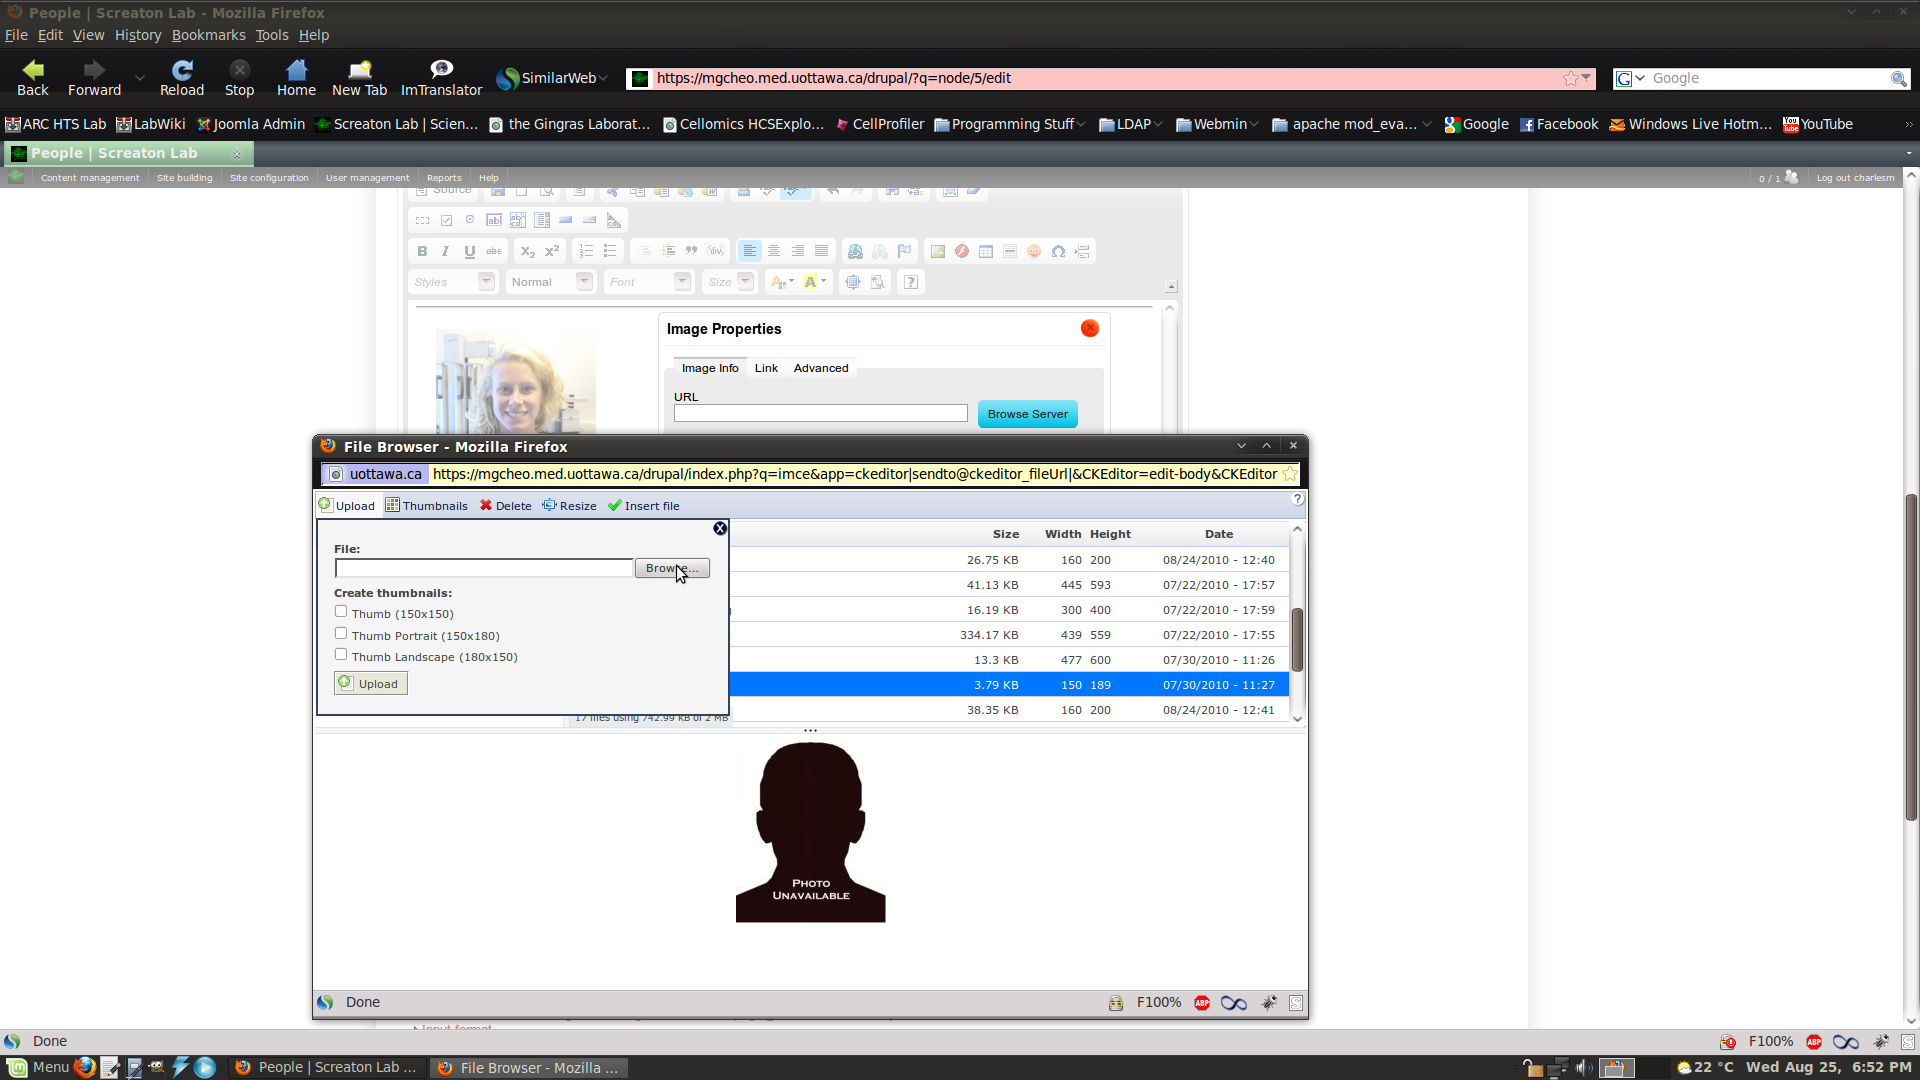 People | Screaton Lab - Mozilla Firefox
File Edit View History Bookmarks Tools Help
Back Forward Reload Stop Home New Tab ImTranslator SimilarWeb https://mgcheo.med.uottawa.ca/drupal/?q=node/5/edit Google
ARC HTS Lab LabWiki Joomla Admin Screaton Lab | Scien... the Gingras Laborat... Cellomics HCSExplo... CellProfiler Programming Stuff LDAP Webmin apache mod_eva... Google Facebook Windows Live Hotm... YouTube
People | Screaton Lab
Content management Site building Site configuration User management Reports Help 0 / 1 Log out charlesm
Source
Styles Normal Font Size
Image Properties
Image Info Link Advanced
URL
Browse Server
File Browser - Mozilla Firefox
uottawa.ca https://mgcheo.med.uottawa.ca/drupal/index.php?q=imce&app=ckeditor|sendto@ckeditor_fileUrl|&CKEditor=edit-body&CKEditor
Upload Thumbnails Delete Resize Insert file
Size Width Height Date
File:
26.75 KB 160 200 08/24/2010 - 12:40
Browse...
41.13 KB 445 593 07/22/2010 - 17:57
Create thumbnails:
Thumb (150x150)
16.19 KB 300 400 07/22/2010 - 17:59
Thumb Portrait (150x180)
334.17 KB 439 559 07/22/2010 - 17:55
Thumb Landscape (180x150)
13.3 KB 477 600 07/30/2010 - 11:26
Upload
3.79 KB 150 189 07/30/2010 - 11:27
38.35 KB 160 200 08/24/2010 - 12:41
17 files using 742.99 KB of 2 MB
PHOTO
UNAVAILABLE
Done F100% ABP
Input format
Done F100% ABP
Menu People | Screaton Lab ... File Browser - Mozilla ... 22 °C Wed Aug 25, 6:52 PM